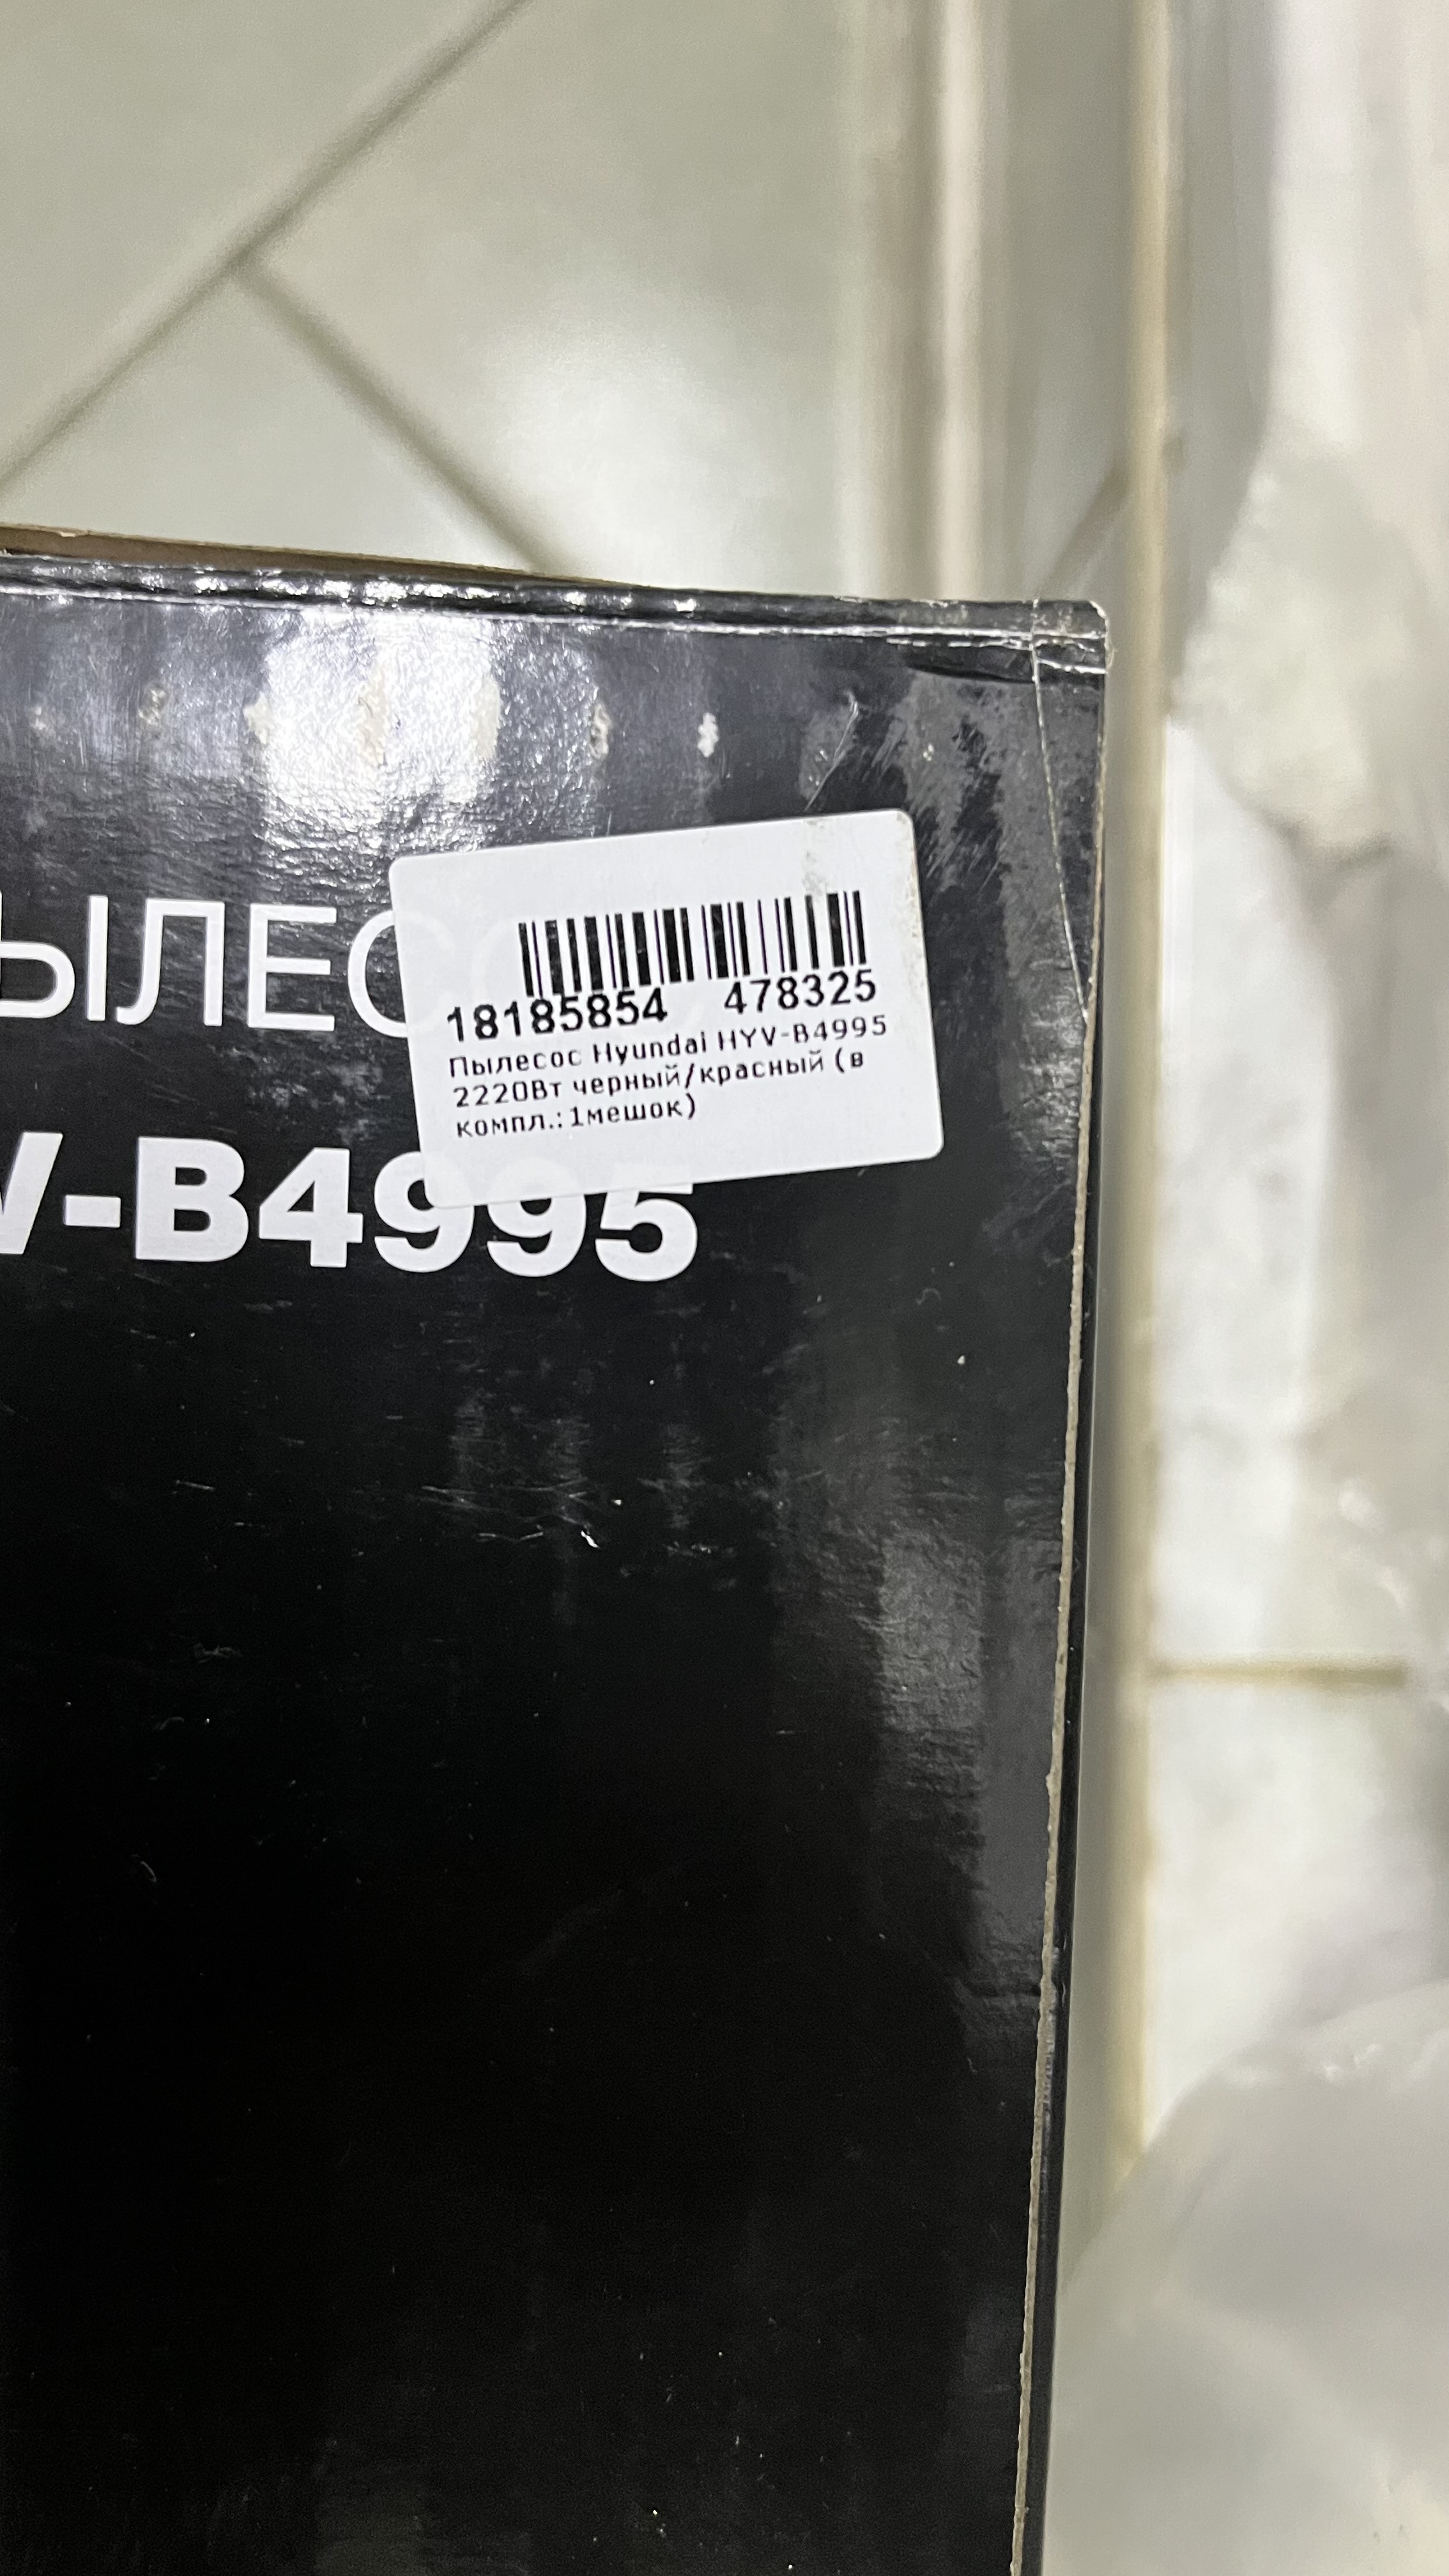 ЫЛЕС
18185854 478325
Пылесос Hyundai HYV-B4995
2220Вт черный/красный (в
компл.:1мешок)
V-B4995